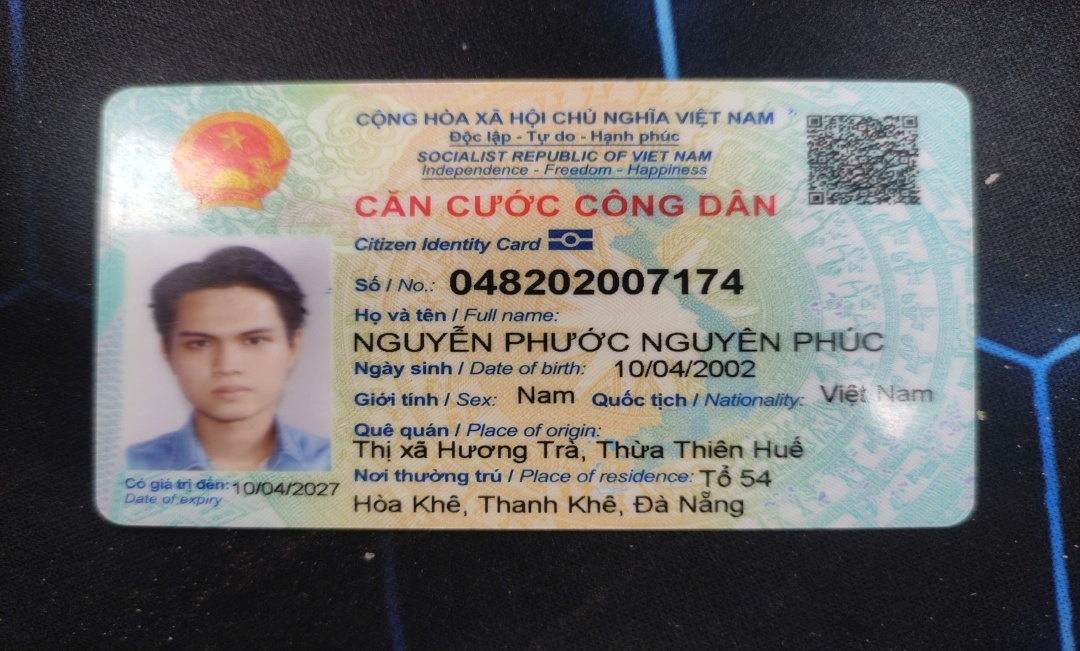 CỘNG HÒA XÃ HỘI CHỦ NGHĨA VIỆT NAM
Độc lập - Tự do - Hạnh phúc
SOCIALIST REPUBLIC OF VIET NAM
Independence - Freedom - Happiness
CĂN CƯỚC CÔNG DÂN
Citizen Identity Card
Số / No.: 048202007174
Họ và tên / Full name:
NGUYỄN PHƯỚC NGUYÊN PHÚC
Ngày sinh / Date of birth: 10/04/2002
Giới tính / Sex: Nam Quốc tịch / Nationality: Việt Nam
Quê quán / Place of origin:
Thị xã Hương Trà, Thừa Thiên Huế
Nơi thường trú / Place of residence: Tổ 54
Hòa Khê, Thanh Khê, Đà Nẵng
Có giá trị đến: 10/04/2027
Date of expiry